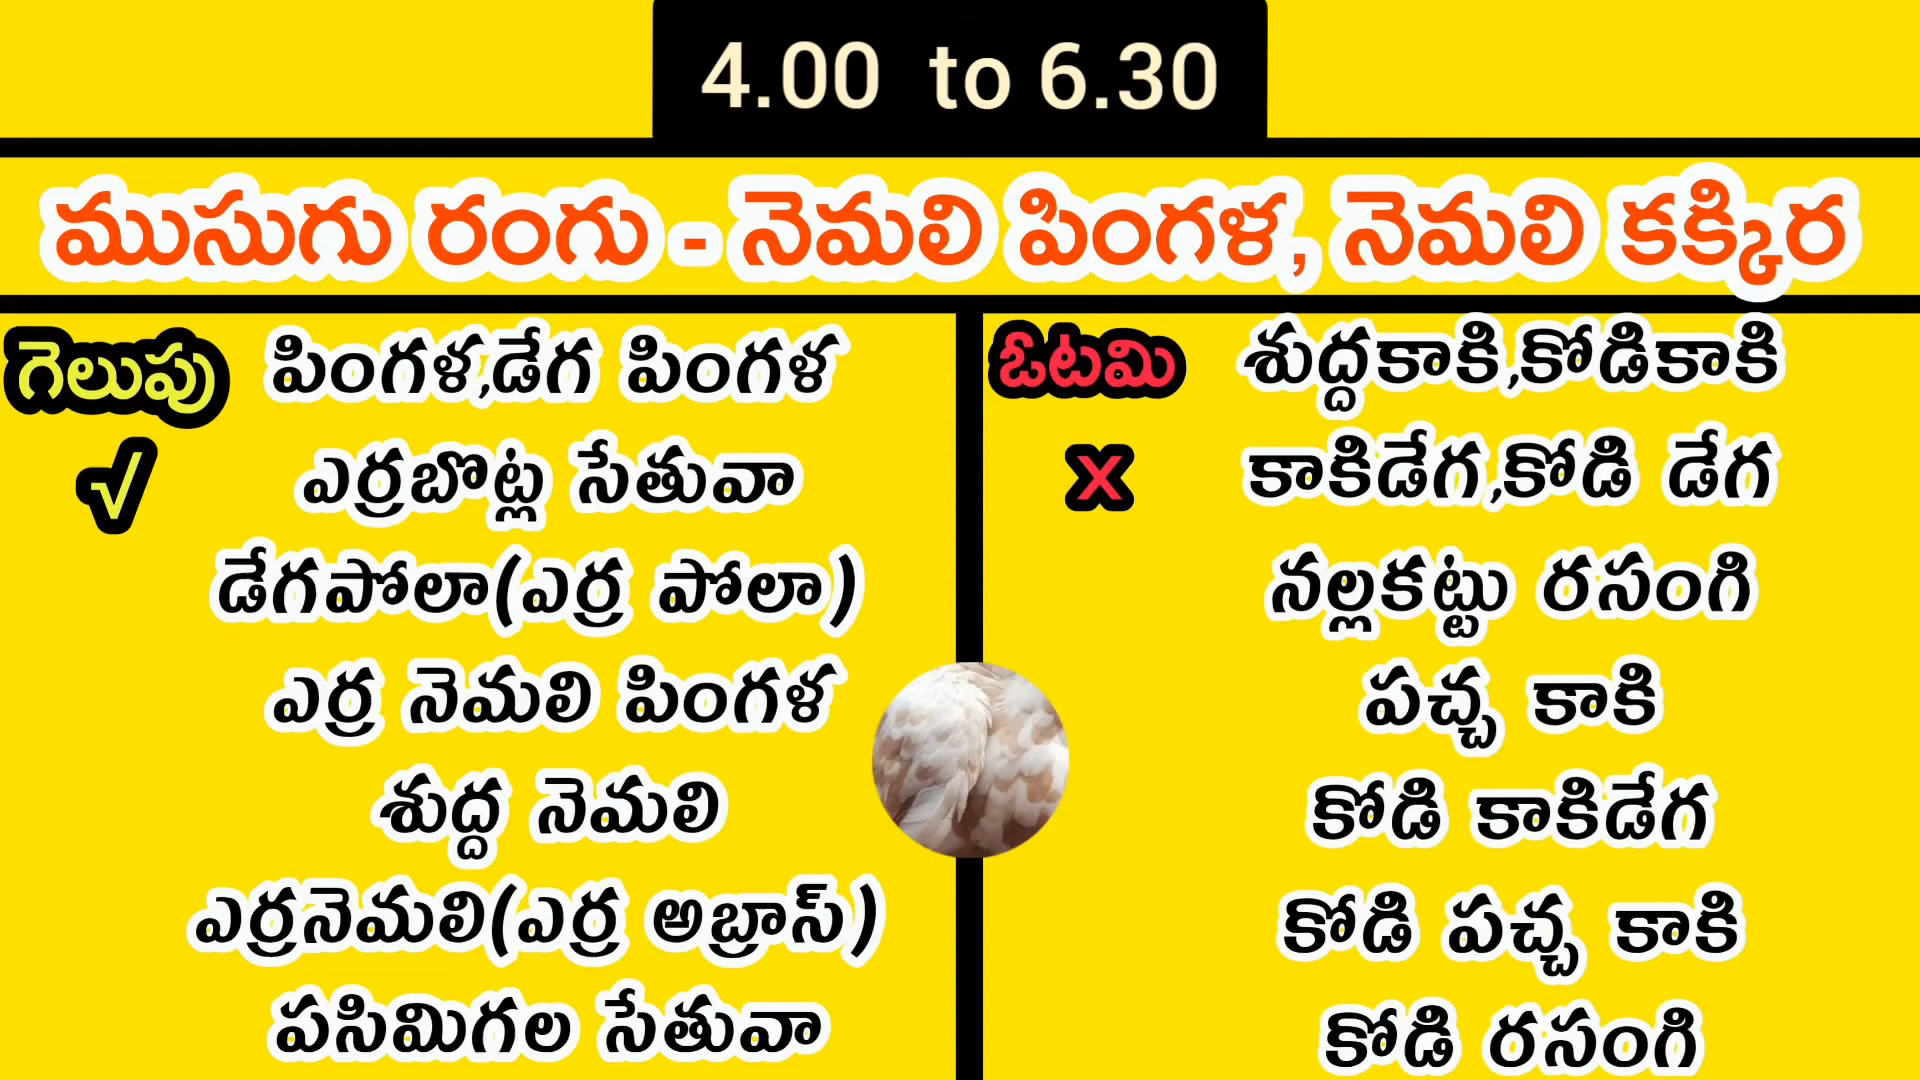 4.00 to 6.30
ముసుగు రంగు - నెమలి పింగళ, నెమలి కక్కిర
గెలుపు
√
పింగళ,డేగ పింగళ
ఎర్రబొట్ల సేతువా
డేగపోలా(ఎర్ర పోలా)
ఎర్ర నెమలి పింగళ
శుద్ద నెమలి
ఎర్రనెమలి(ఎర్ర అబ్రాస్)
పసిమిగల సేతువా
ఓటమి
x
శుద్దకాకి,కోడికాకి
కాకిడేగ,కోడి డేగ
నల్లకట్టు రసంగి
పచ్చ కాకి
కోడి కాకిడేగ
కోడి పచ్చ కాకి
కోడి రసంగి